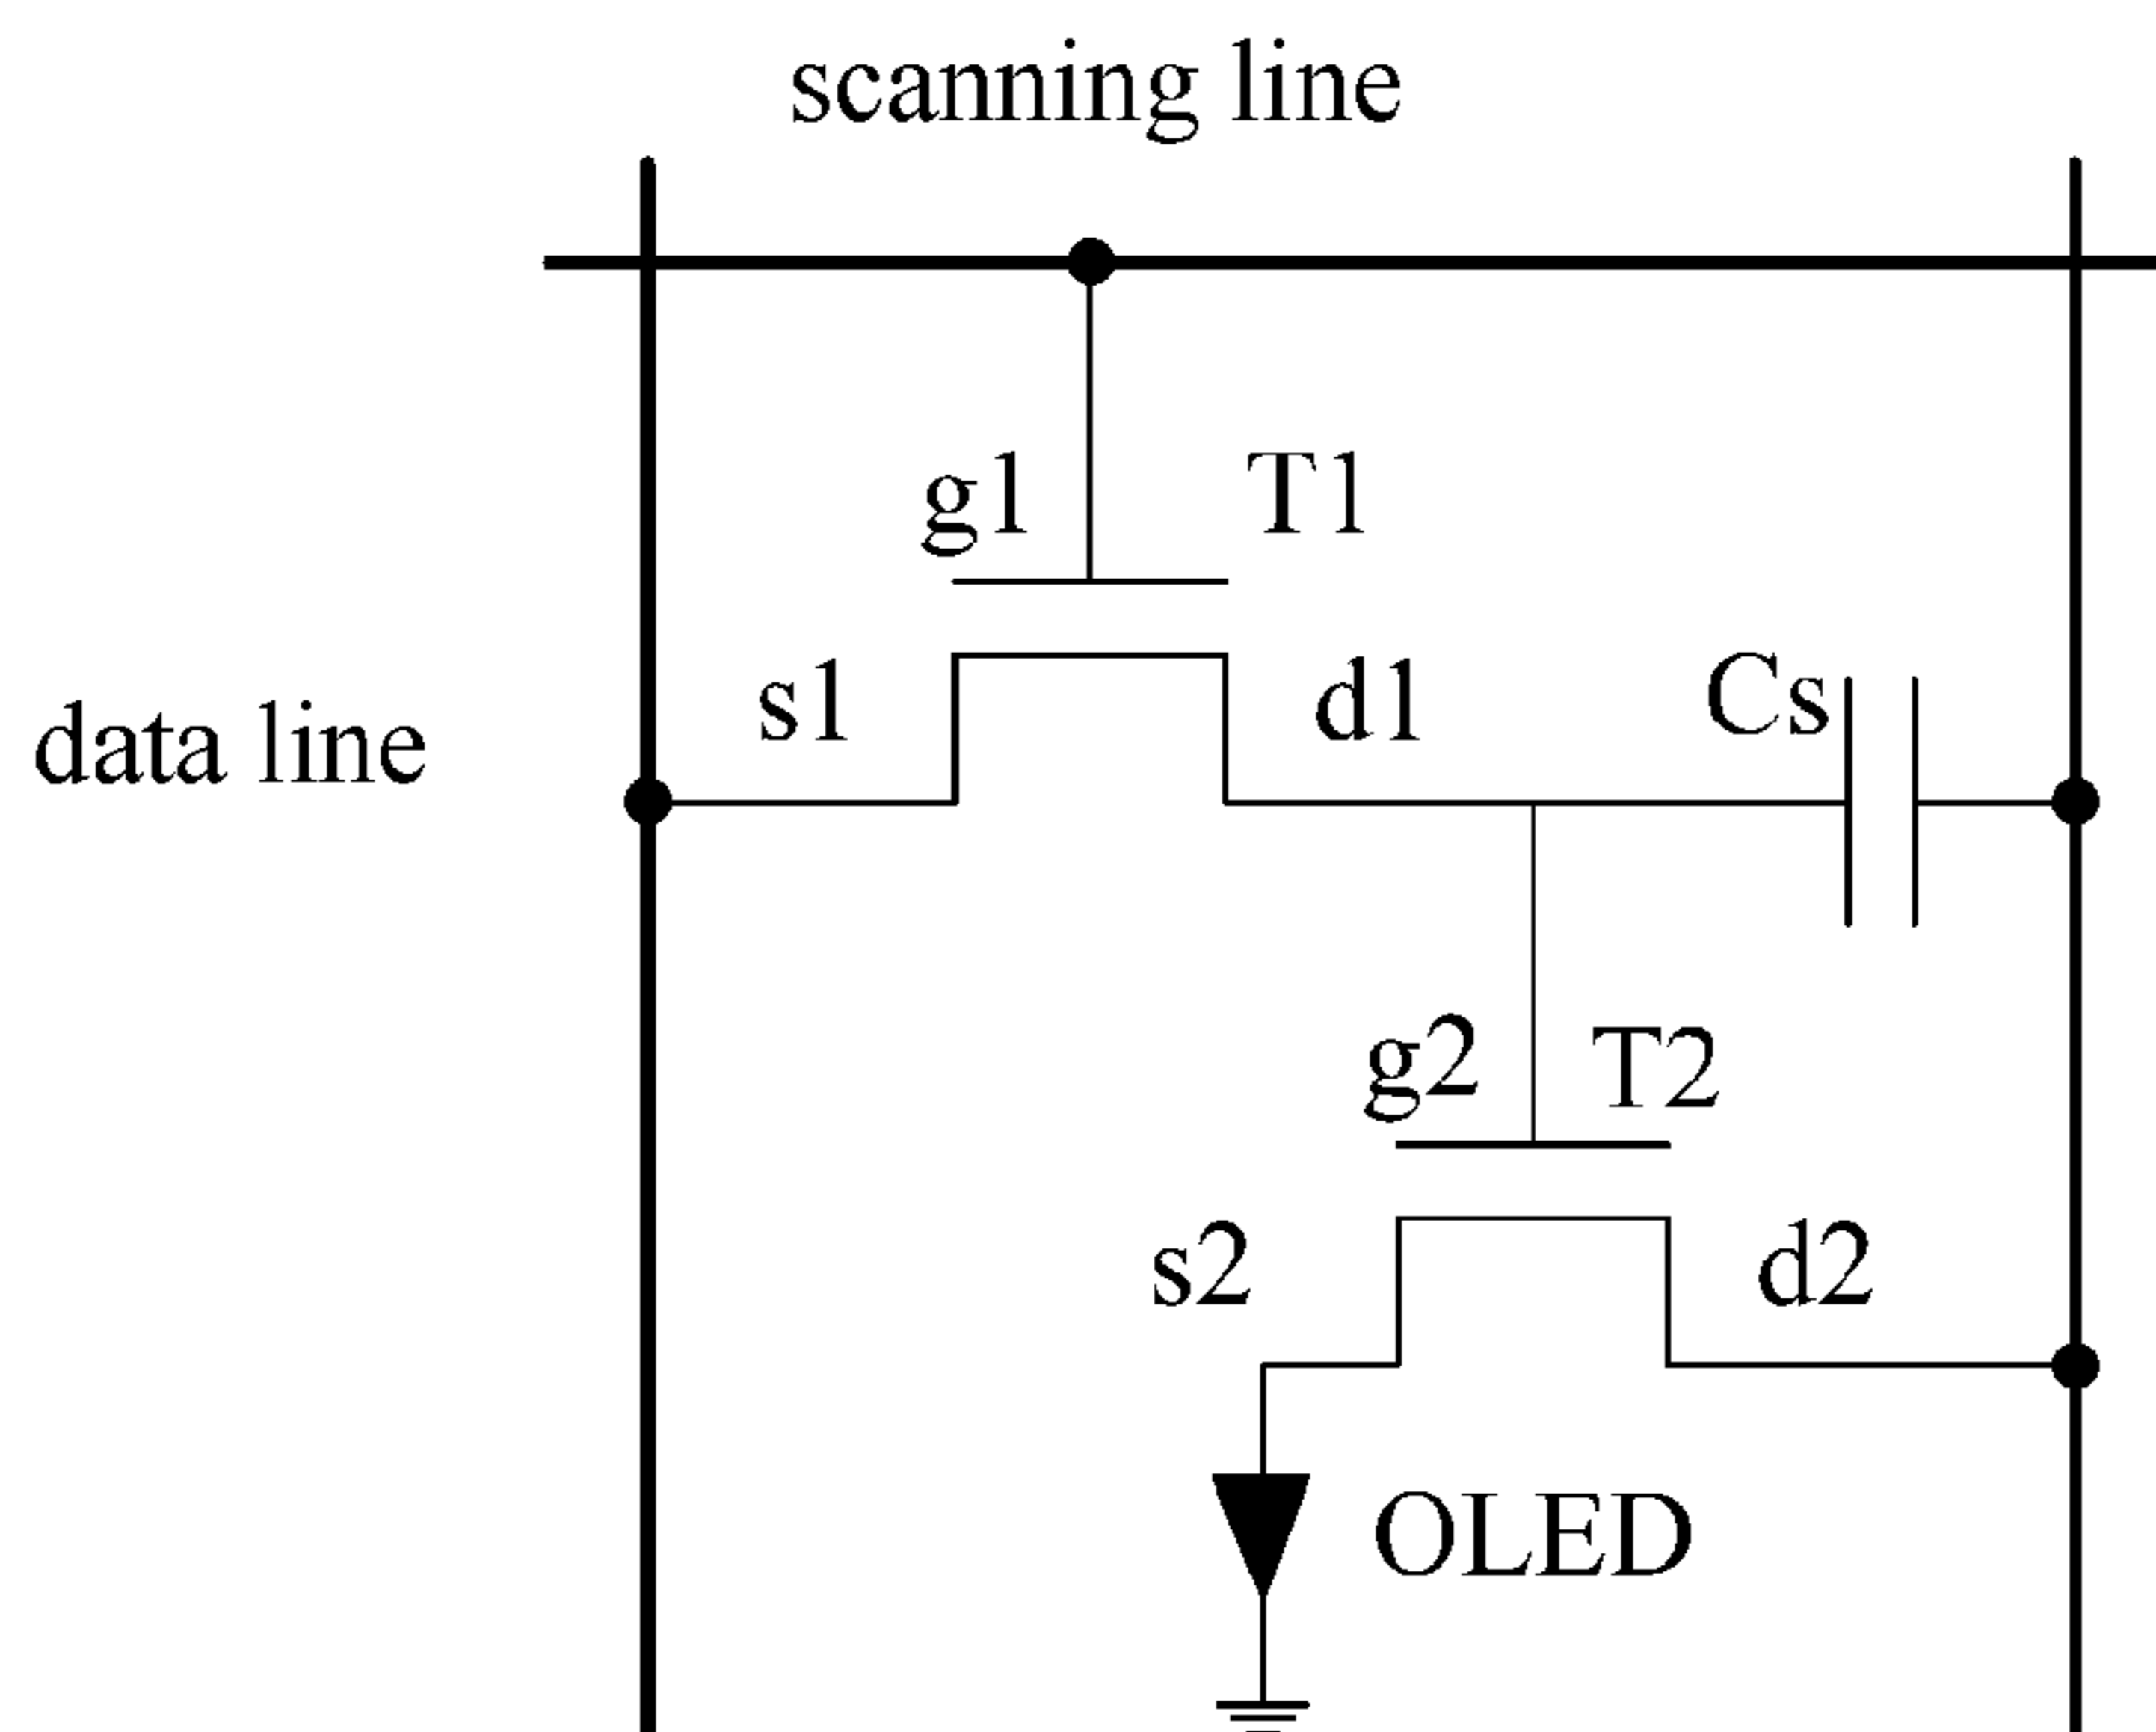 scanning line
g1
T1
s1
d1
Cs
data line
g2
T2
s2
d2
OLED